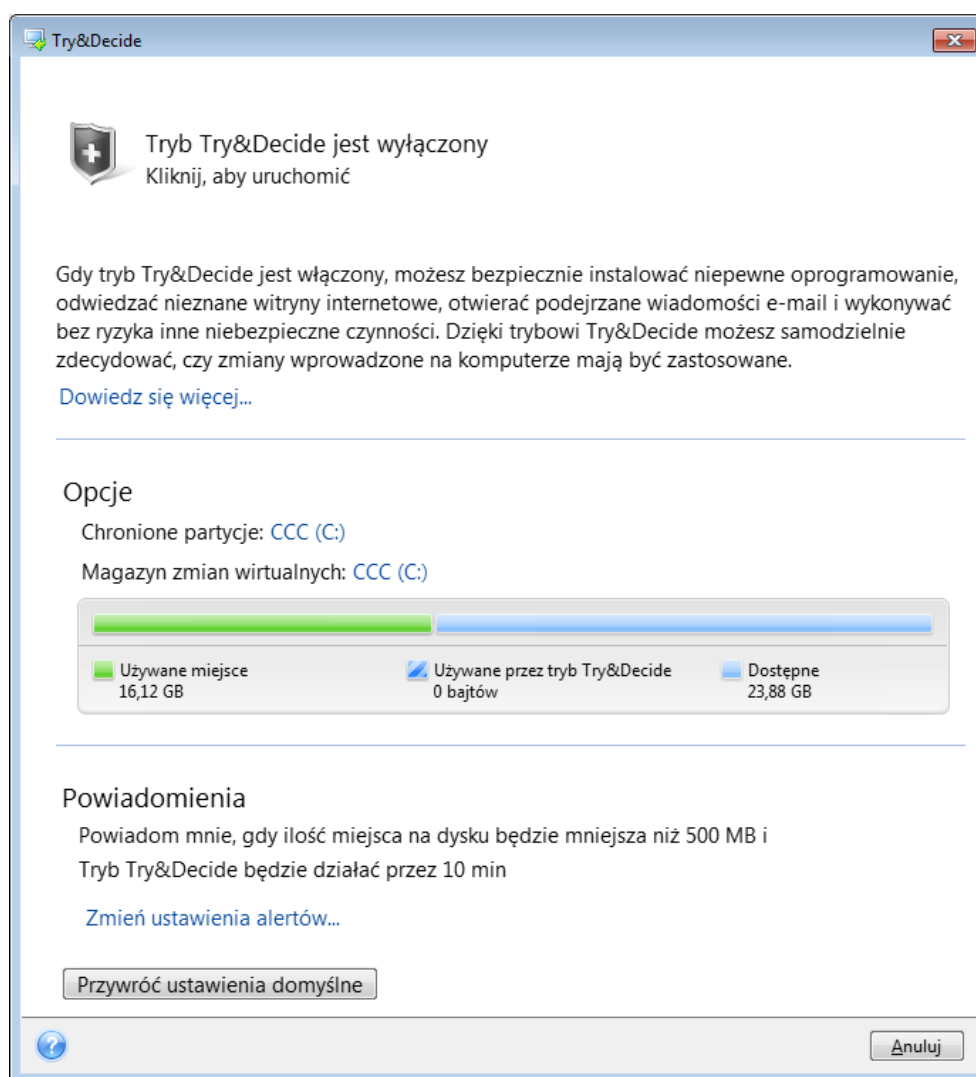 Try&Decide
Tryb Try&Decide jest wyłączony
Kliknij, aby uruchomić
Gdy tryb Try&Decide jest włączony, możesz bezpiecznie instalować niepewne oprogramowanie,
odwiedzać nieznane witryny internetowe, otwierać podejrzane wiadomości e-mail i wykonywać
bez ryzyka inne niebezpieczne czynności. Dzięki trybowi Try&Decide możesz samodzielnie
zdecydować, czy zmiany wprowadzone na komputerze mają być zastosowane.
Dowiedz się więcej...
Opcje
Chronione partycje: CCC (C:)
Magazyn zmian wirtualnych: CCC (C:)
Używane miejsce
16,12 GB
Używane przez tryb Try&Decide
0 bajtów
Dostępne
23,88 GB
Powiadomienia
Powiadom mnie, gdy ilość miejsca na dysku będzie mniejsza niż 500 MB i
Tryb Try&Decide będzie działać przez 10 min
Zmień ustawienia alertów...
Przywróć ustawienia domyślne
Anuluj